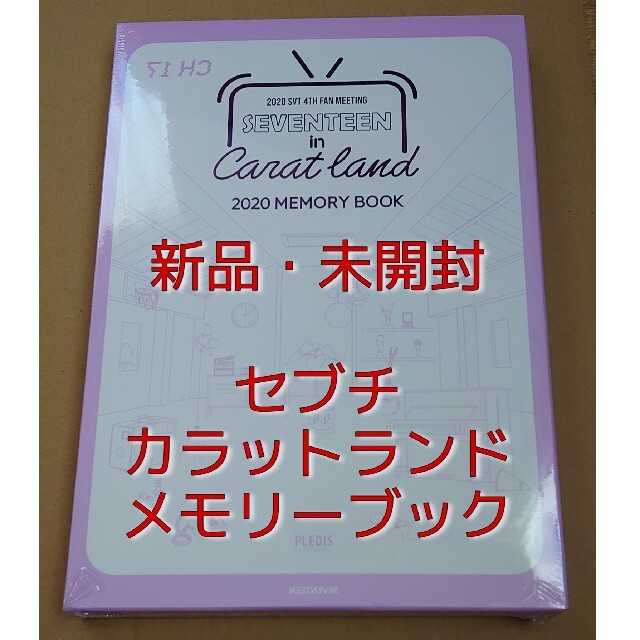 CH 17
2020 SVT 4TH FAN MEETING
SEVENTEEN
in
Carat land
2020 MEMORY BOOK
新品・未開封
セブチ
カラットランド
メモリーブック
PLEDIS
SEVENTEEN